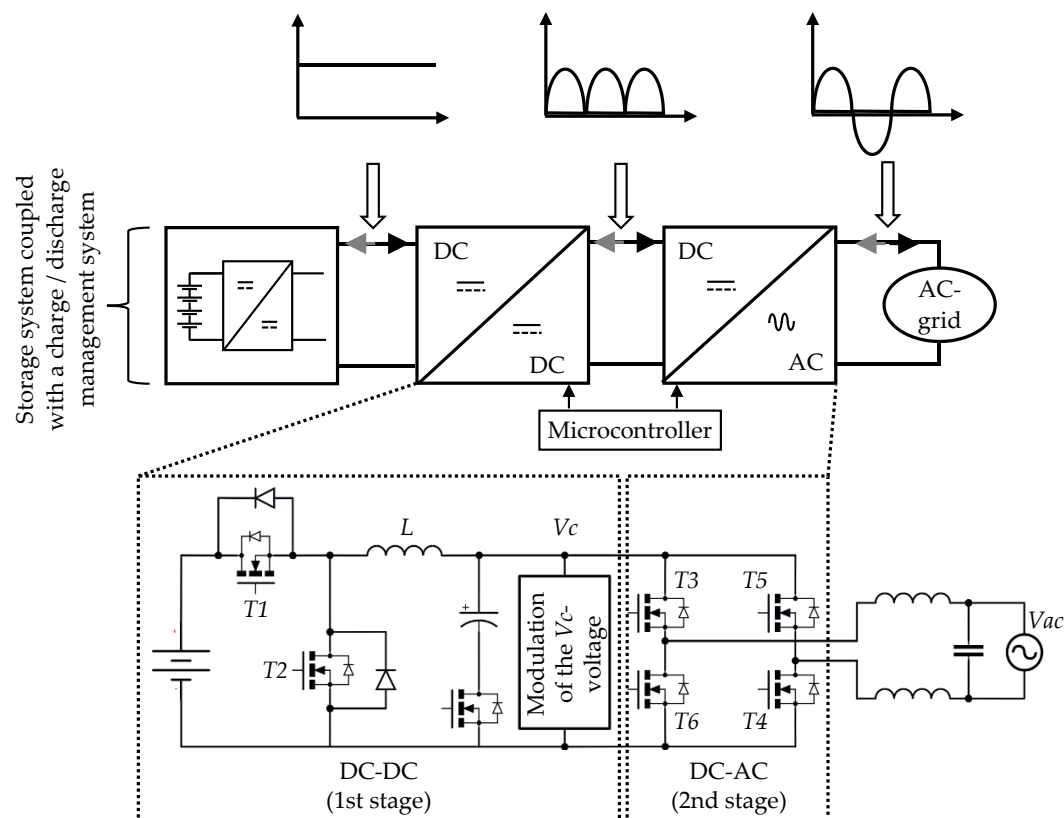 Storage system coupled
with a charge / discharge
management system
DC
DC
DC
AC
AC-
grid
Microcontroller
L
Vc
T1
T2
T3
T5
T6
T4
+
+
-
Modulation
of the Vc-
voltage
Vac
DC-DC
(1st stage)
DC-AC
(2nd stage)